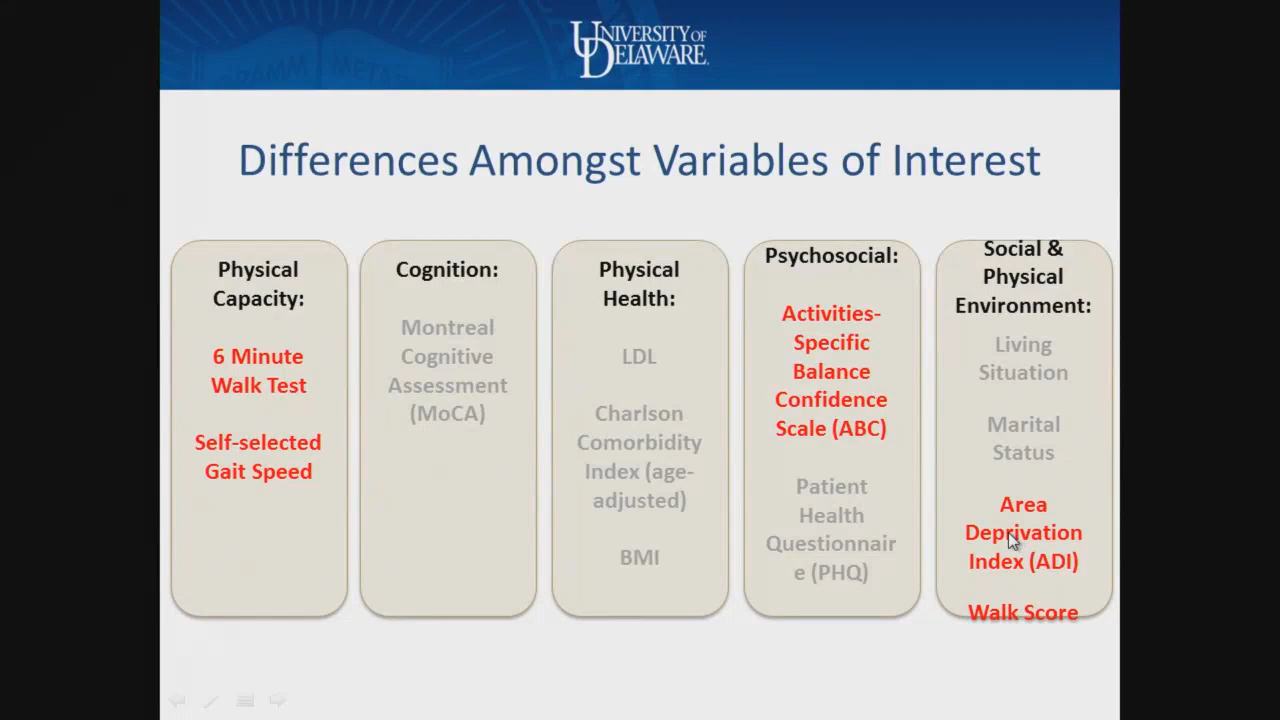 UNIVERSITY OF
DELAWARE
GRAMM META
Differences Amongst Variables of Interest
Physical
Capacity:
6 Minute
Walk Test
Self-selected
Gait Speed
Cognition:
Montreal
Cognitive
Assessment
(MoCA)
Physical
Health:
LDL
Charlson
Comorbidity
Index (age-
adjusted)
BMI
Psychosocial:
Activities-
Specific
Balance
Confidence
Scale (ABC)
Patient
Health
Questionnair
e (PHQ)
Social &
Physical
Environment:
Living
Situation
Marital
Status
Area
Deprivation
Index (ADI)
Walk Score